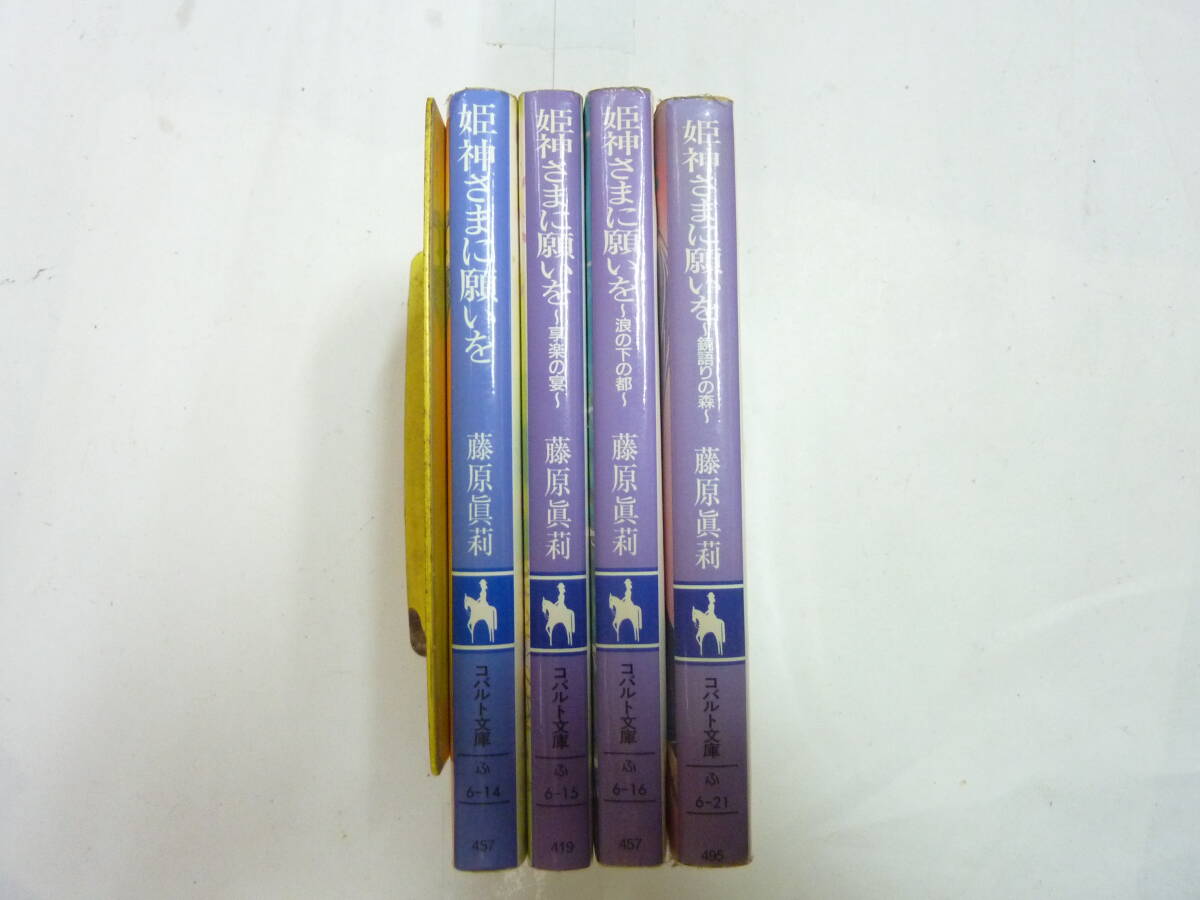 姫神さまに願いを
藤原眞莉
コバルト文庫
ふ
6-14
457
姫神さまに願いを
~享楽の宴~
藤原眞莉
コバルト文庫
ふ
6-15
419
姫神さまに願いを
~浪の下の都~
藤原眞莉
コバルト文庫
ふ
6-16
457
姫神さまに願いを
~鏡語りの森~
藤原眞莉
コバルト文庫
ふ
6-21
495